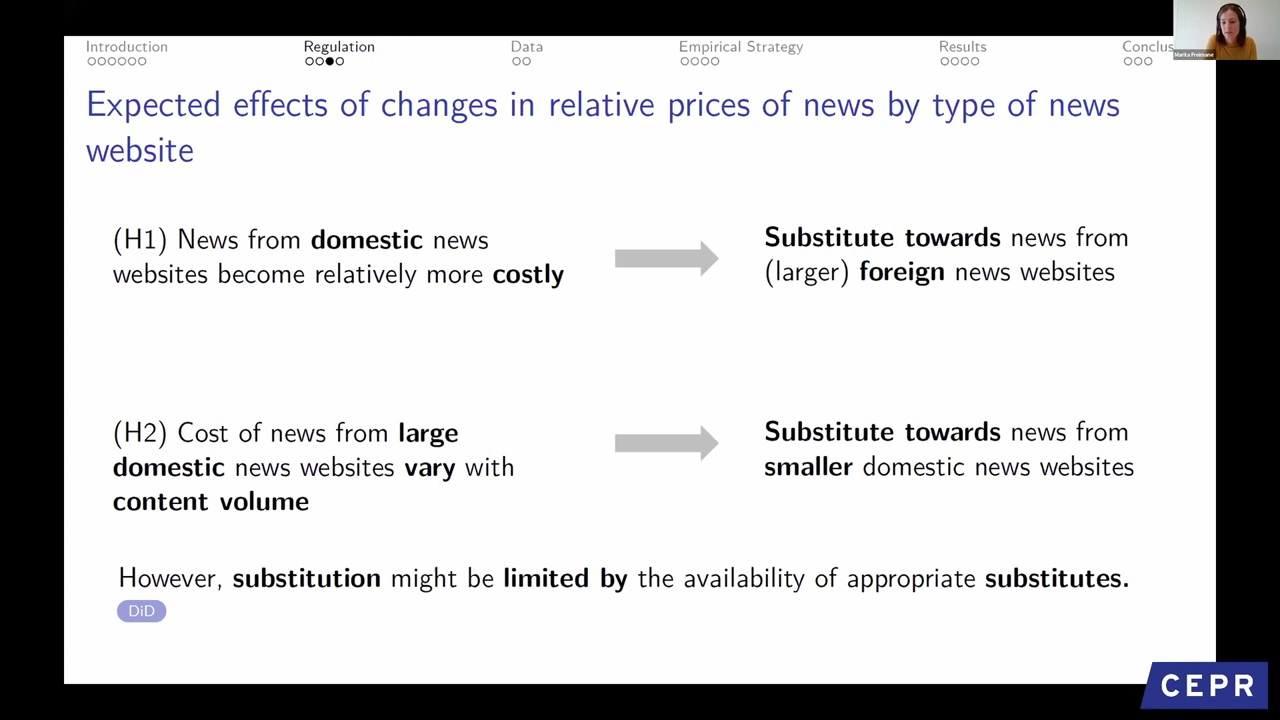 Introduction
Regulation
Data
Empirical Strategy
Results
Conclus
Marita Freimane
Expected effects of changes in relative prices of news by type of news
website
(H1) News from domestic news
websites become relatively more costly
Substitute towards news from
(larger) foreign news websites
(H2) Cost of news from large
domestic news websites vary with
content volume
Substitute towards news from
smaller domestic news websites
However, substitution might be limited by the availability of appropriate substitutes.
DiD
CEPR